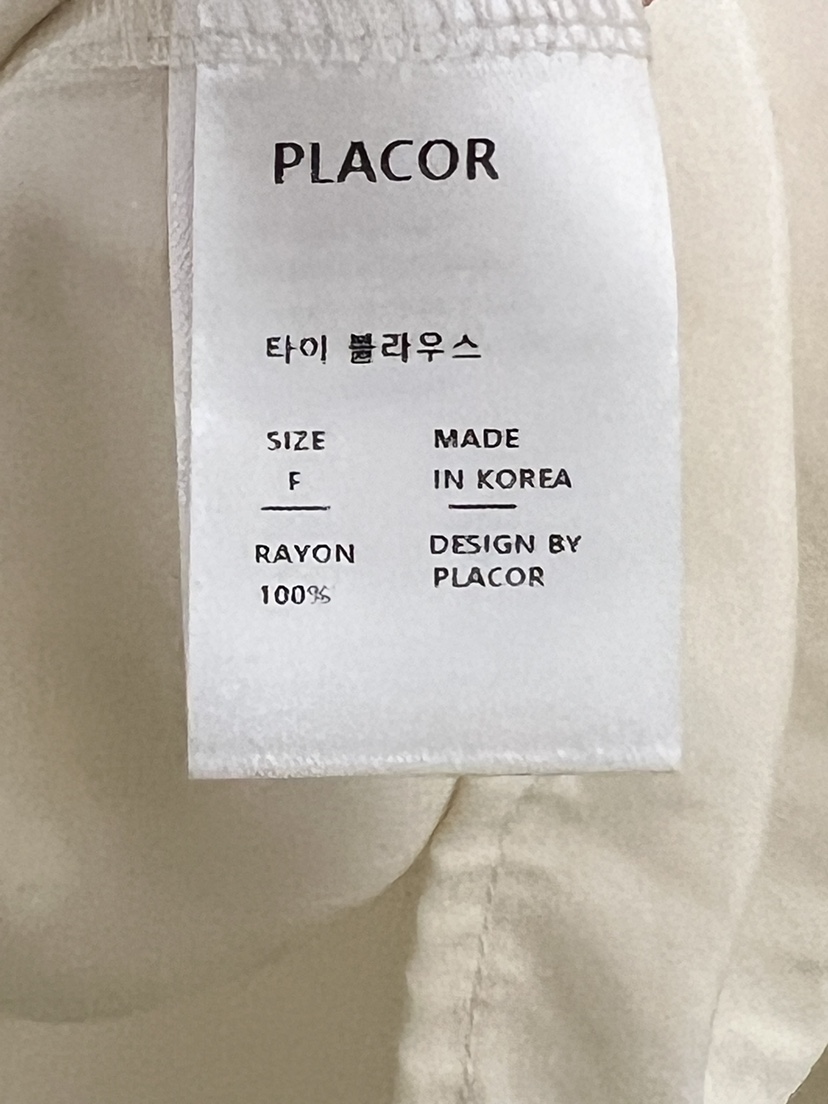 PLACOR
타이 블라우스
SIZE
F
MADE
IN KOREA
RAYON
100%
DESIGN BY
PLACOR